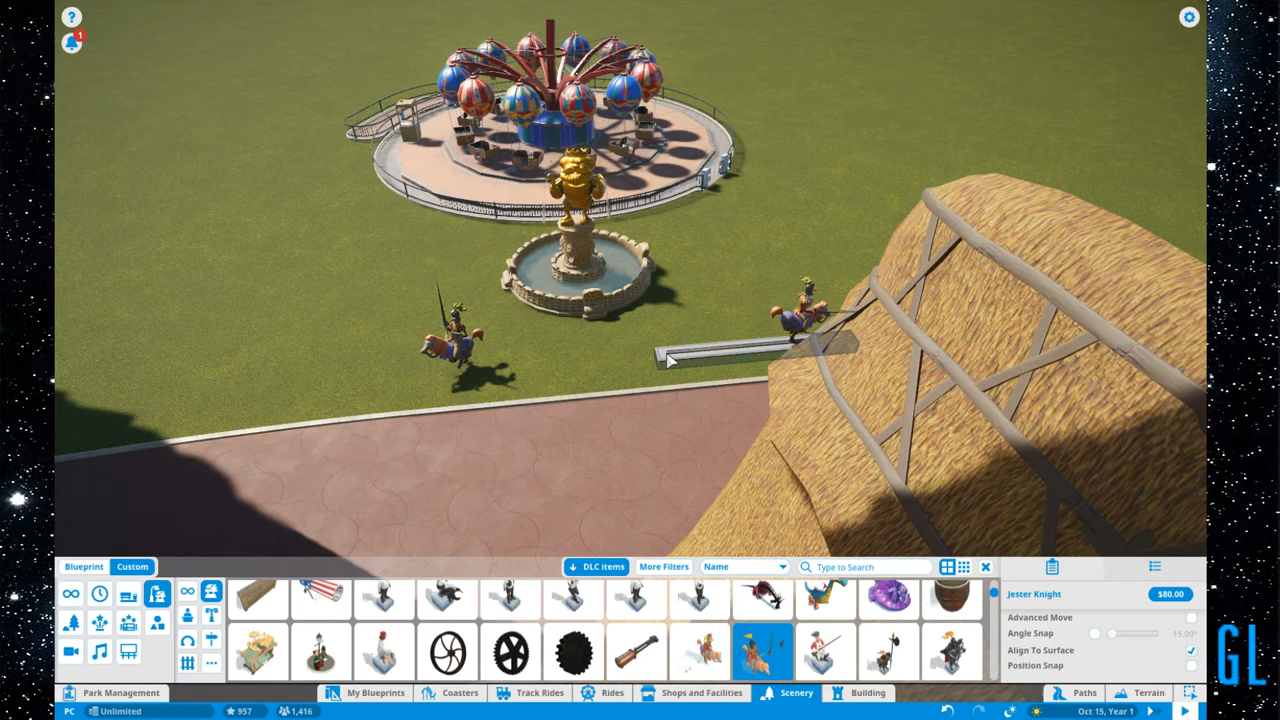 ?
1
Blueprint
Custom
DLC items
More Filters
Name
Type to Search
Jester Knight
$80.00
Advanced Move
Angle Snap
15.00°
Align To Surface
Position Snap
GL
Park Management
My Blueprints
Coasters
Track Rides
Rides
Shops and Facilities
Scenery
Building
Paths
Terrain
PC
Unlimited
957
1,416
Oct 15, Year 1